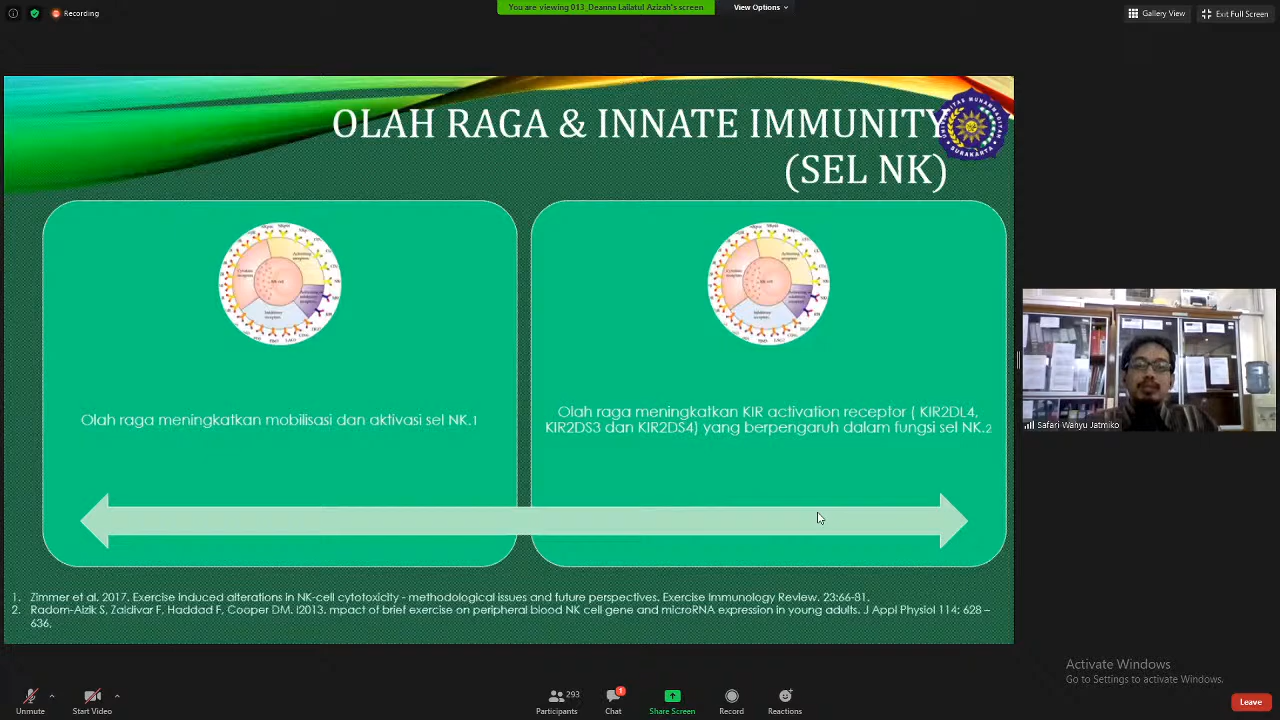 Recording
You are viewing 013_Deanna Lailatul Azizah's screen
View Options
Gallery View
Exit Full Screen
OLAH RAGA & INNATE IMMUNITY
(SEL NK)
UNIVERSITAS MUHAMMADIYAH
SURAKARTA
Olah raga meningkatkan mobilisasi dan aktivasi sel NK.1
Olah raga meningkatkan KIR activation receptor ( KIR2DL4,
KIR2DS3 dan KIR2DS4) yang berpengaruh dalam fungsi sel NK.2
1. Zimmer et al. 2017. Exercise induced alterations in NK-cell cytotoxicity - methodological issues and future perspectives. Exercise Immunology Review. 23:66-81.
2. Radom-Aizik S, Zaldivar F, Haddad F, Cooper DM. I2013. mpact of brief exercise on peripheral blood NK cell gene and microRNA expression in young adults. J Appl Physiol 114: 628 –
636,
Safari Wahyu Jatmiko
Activate Windows
Go to Settings to activate Windows.
Unmute
Start Video
293
Participants
1
Chat
Share Screen
Record
Reactions
Leave